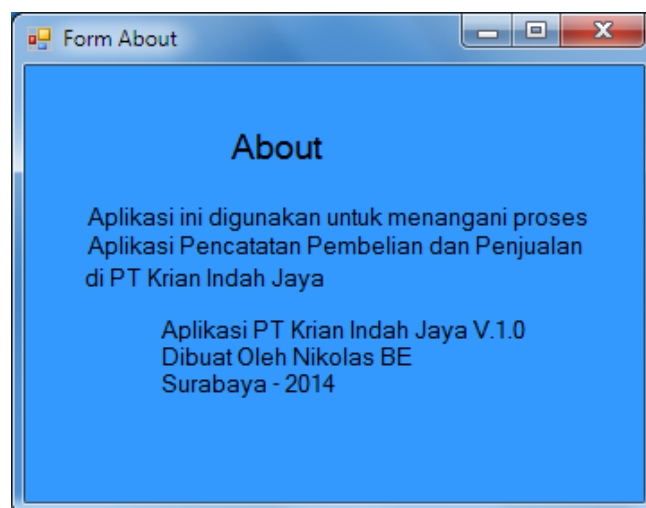 Form About
About
Aplikasi ini digunakan untuk menangani proses
Aplikasi Pencatatan Pembelian dan Penjualan
di PT Krian Indah Jaya
Aplikasi PT Krian Indah Jaya V.1.0
Dibuat Oleh Nikolas BE
Surabaya - 2014